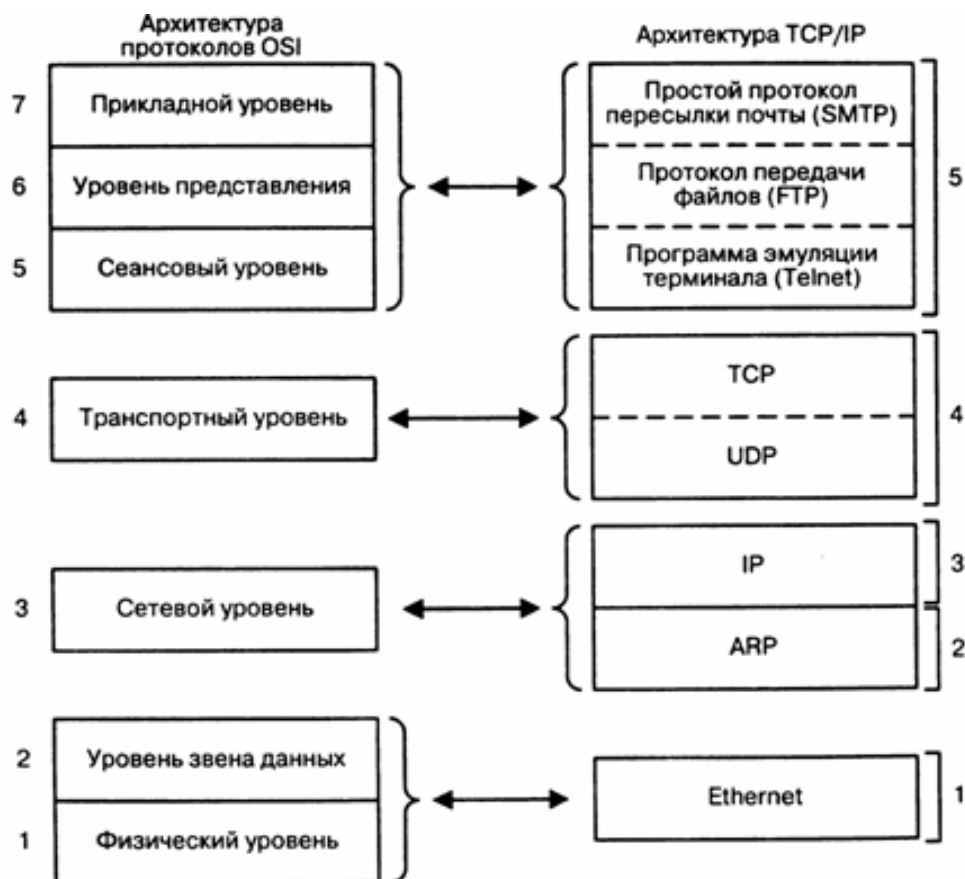 Архитектура
протоколов OSI
7
Прикладной уровень
6
Уровень представления
5
Сеансовый уровень
4
Транспортный уровень
3
Сетевой уровень
2
Уровень звена данных
1
Физический уровень
Архитектура TCP/IP
Простой протокол
пересылки почты (SMTP)
Протокол передачи
файлов (FTP)
Программа эмуляции
терминала (Telnet)
5
TCP
UDP
4
IP
3
ARP
2
Ethernet
1